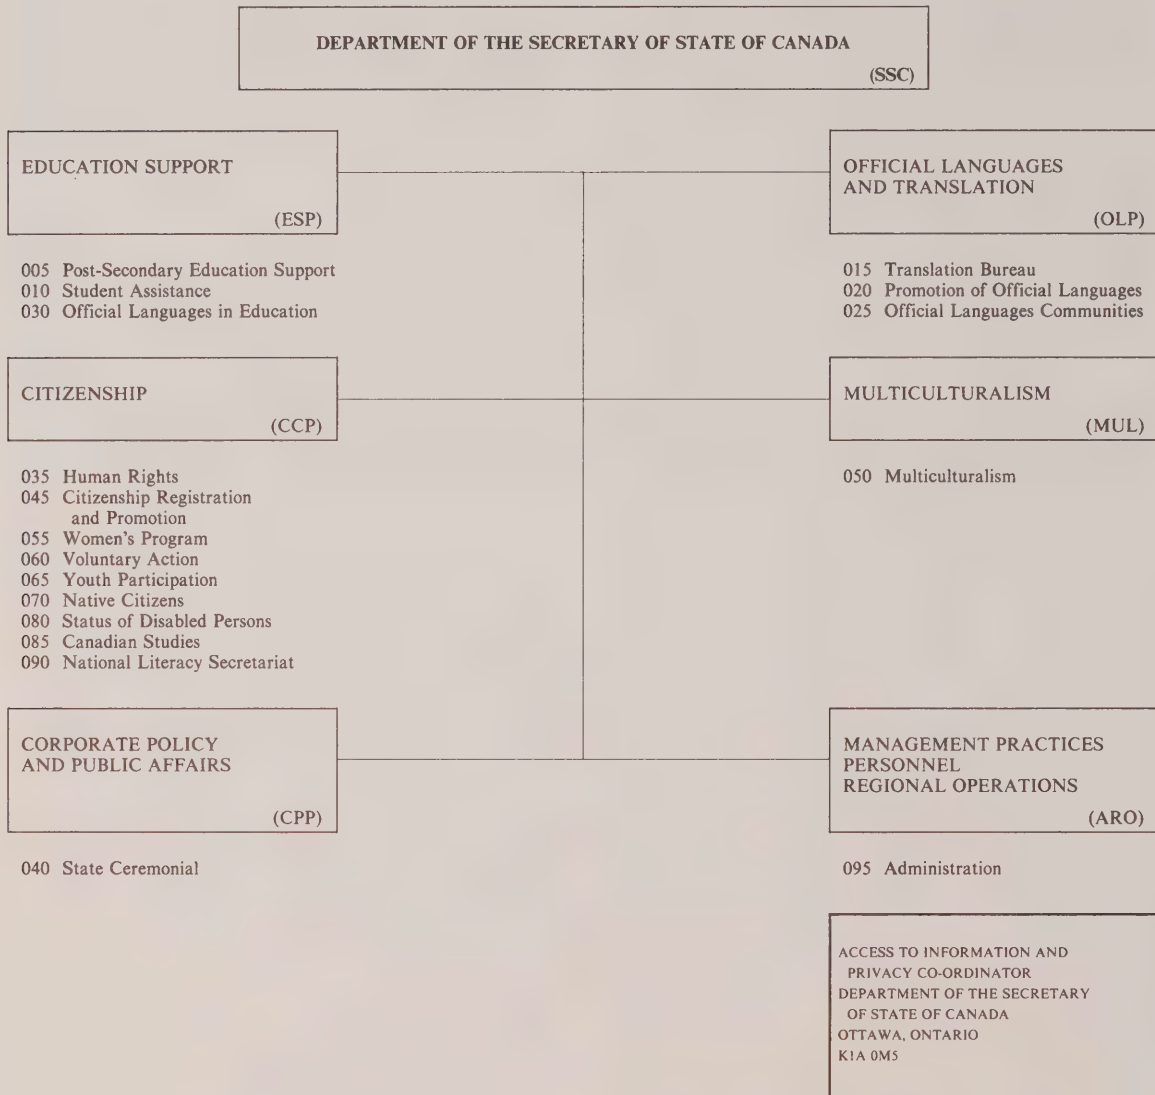 DEPARTMENT OF THE SECRETARY OF STATE OF CANADA
(SSC)
EDUCATION SUPPORT
(ESP)
005 Post-Secondary Education Support
010 Student Assistance
030 Official Languages in Education
OFFICIAL LANGUAGES
AND TRANSLATION
(OLP)
015 Translation Bureau
020 Promotion of Official Languages
025 Official Languages Communities
CITIZENSHIP
(CCP)
035 Human Rights
045 Citizenship Registration
and Promotion
055 Women's Program
060 Voluntary Action
065 Youth Participation
070 Native Citizens
080 Status of Disabled Persons
085 Canadian Studies
090 National Literacy Secretariat
MULTICULTURALISM
(MUL)
050 Multiculturalism
CORPORATE POLICY
AND PUBLIC AFFAIRS
(CPP)
040 State Ceremonial
MANAGEMENT PRACTICES
PERSONNEL
REGIONAL OPERATIONS
(ARO)
095 Administration
ACCESS TO INFORMATION AND
PRIVACY CO-ORDINATOR
DEPARTMENT OF THE SECRETARY
OF STATE OF CANADA
OTTAWA, ONTARIO
K1A 0M5